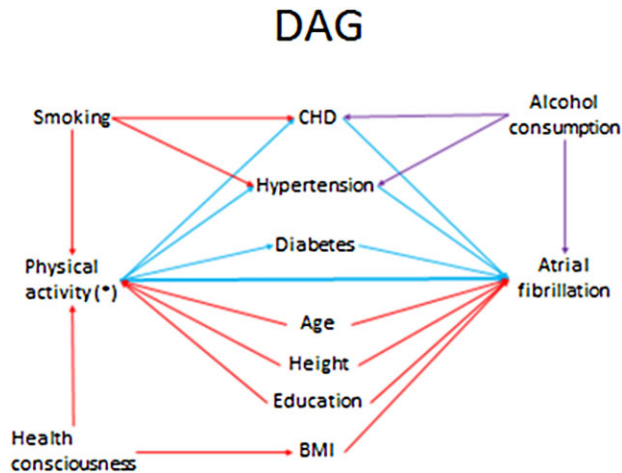 DAG
Smoking
CHD
Alcohol
consumption
Hypertension
Diabetes
Physical
activity (*)
Atrial
fibrillation
Age
Height
Education
Health
consciousness
BMI